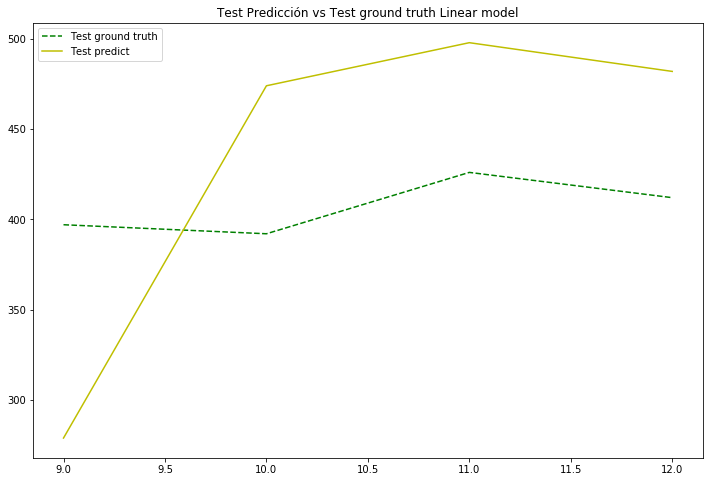 Test Predicción vs Test ground truth Linear model
Test ground truth
Test predict
500
450
400
350
300
9.0 9.5 10.0 10.5 11.0 11.5 12.0